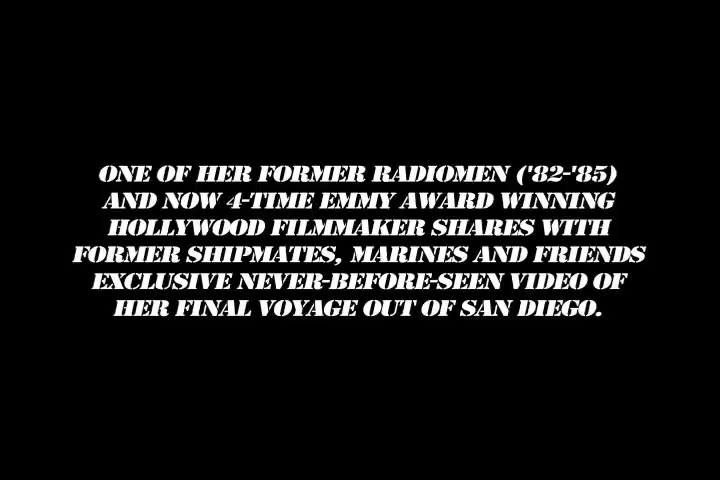 ONE OF HER FORMER RADIOMEN ('82-'85)
AND NOW 4-TIME EMMY AWARD WINNING
HOLLYWOOD FILMMAKER SHARES WITH
FORMER SHIPMATES, MARINES AND FRIENDS
EXCLUSIVE NEVER-BEFORE-SEEN VIDEO OF
HER FINAL VOYAGE OUT OF SAN DIEGO.